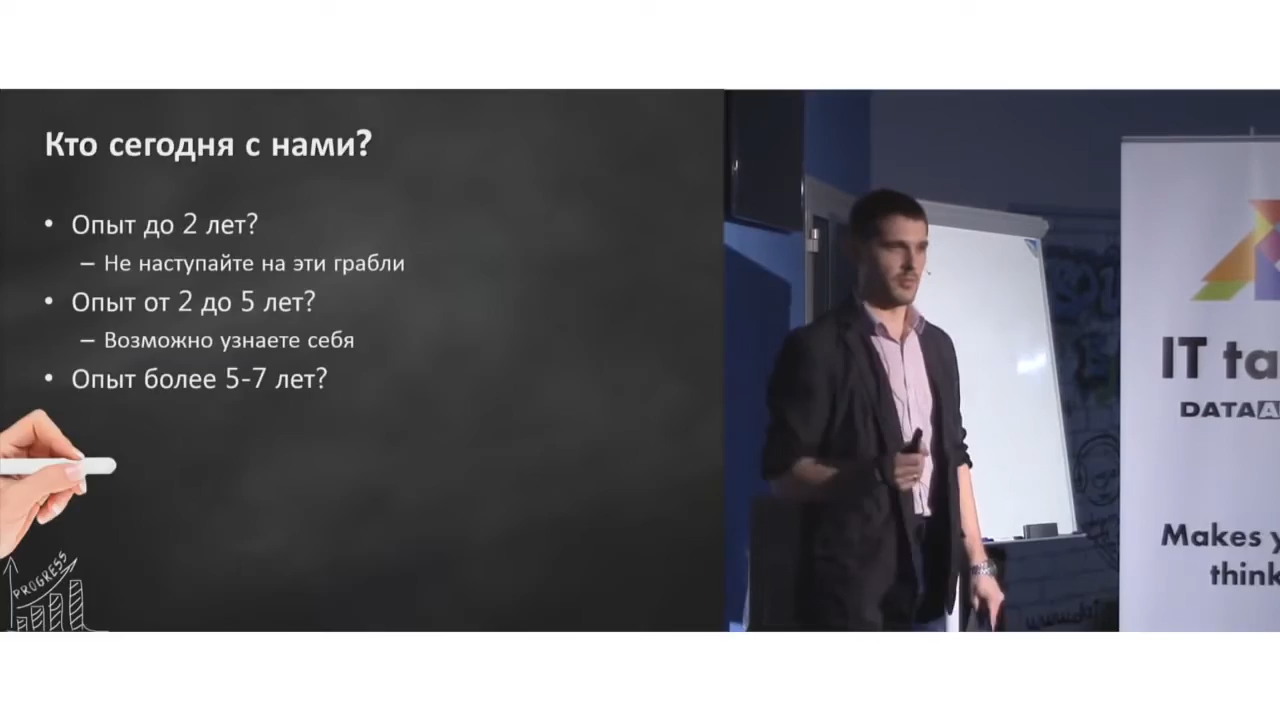 Кто сегодня с нами?
• Опыт до 2 лет?
– Не наступайте на эти грабли
• Опыт от 2 до 5 лет?
– Возможно узнаете себя
• Опыт более 5-7 лет?
PROGRESS
IT ta
DATAA
Makes y
think